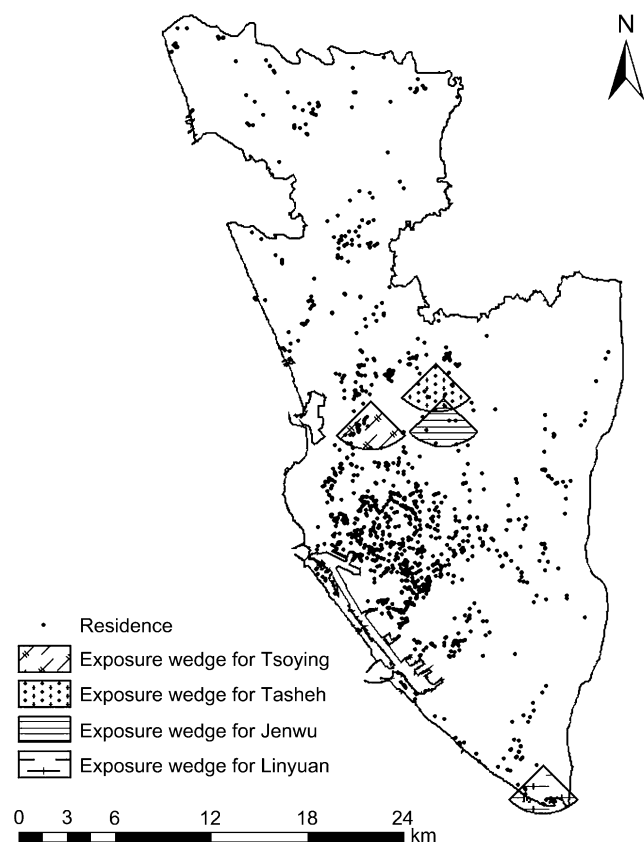 N
Residence
Exposure wedge for Tsoying
Exposure wedge for Tasheh
Exposure wedge for Jenwu
Exposure wedge for Linyuan
0 3 6 12 18 24
km